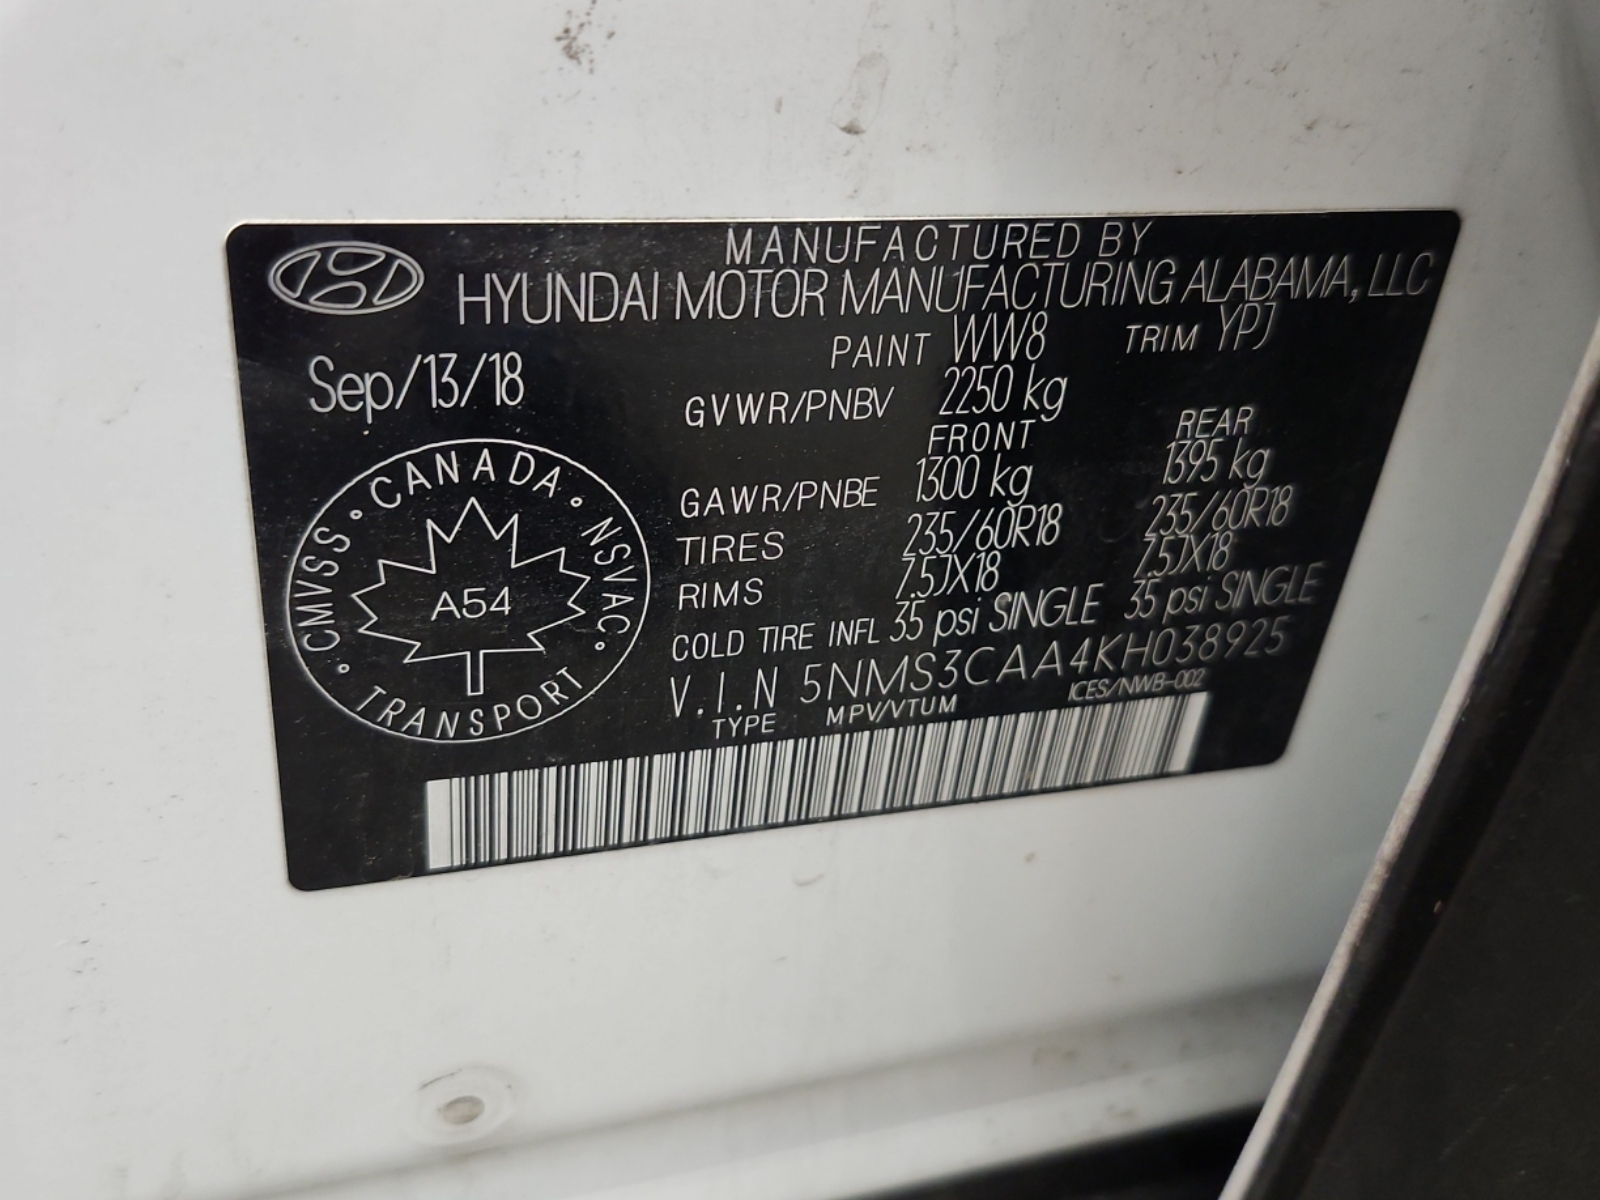 MANUFACTURED BY
HYUNDAI MOTOR MANUFACTURING ALABAMA, LLC
Sep/13/18
PAINT WW8 TRIM YPJ
GVWR/PNBV 2250 kg
FRONT REAR
GAWR/PNBE 1300 kg 1395 kg
TIRES 235/60R18 235/60R18
RIMS 7.5JX18 7.5JX18
COLD TIRE INFL 35 psi SINGLE 35 psi SINGLE
V.I.N 5NMS3CAA4KH038925
TYPE MPV/VTUM ICES/NWB-002
CANADA · NSVAC · TRANSPORT · CMVSS
A54